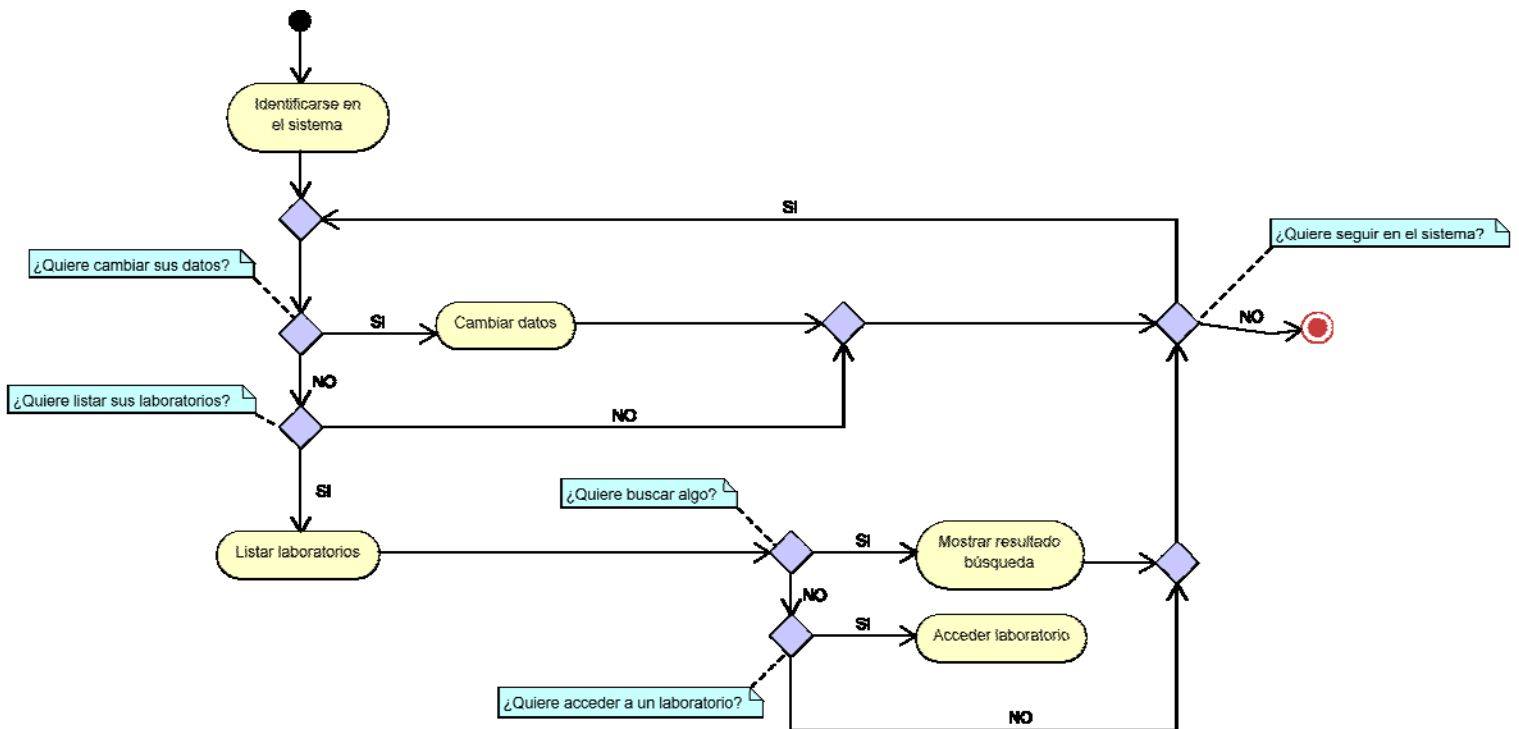 Identificarse en
el sistema
SI
¿Quiere seguir en el sistema?
¿Quiere cambiar sus datos?
SI
Cambiar datos
NO
NO
¿Quiere listar sus laboratorios?
NO
SI
¿Quiere buscar algo?
Listar laboratorios
SI
Mostrar resultado
búsqueda
NO
SI
Acceder laboratorio
¿Quiere acceder a un laboratorio?
NO